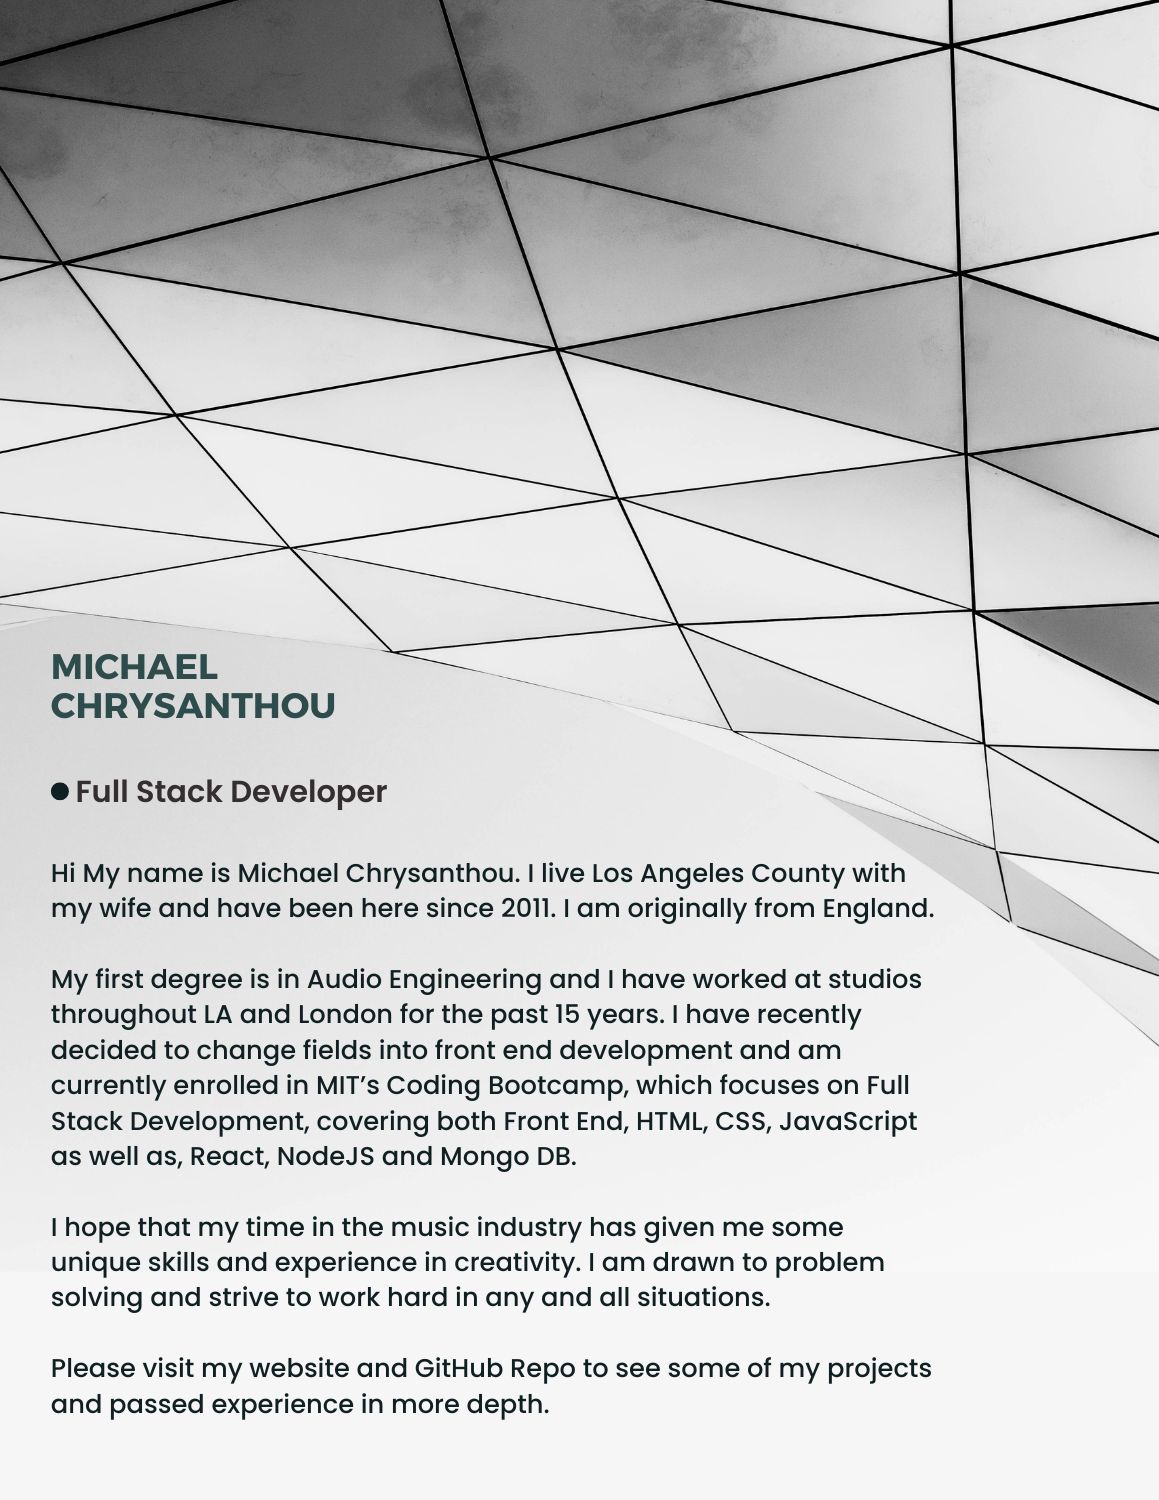 MICHAEL
CHRYSANTHOU
Full Stack Developer
Hi My name is Michael Chrysanthou. I live Los Angeles County with
my wife and have been here since 2011. I am originally from England.
My first degree is in Audio Engineering and I have worked at studios
throughout LA and London for the past 15 years. I have recently
decided to change fields into front end development and am
currently enrolled in MIT’s Coding Bootcamp, which focuses on Full
Stack Development, covering both Front End, HTML, CSS, JavaScript
as well as, React, NodeJS and Mongo DB.
I hope that my time in the music industry has given me some
unique skills and experience in creativity. I am drawn to problem
solving and strive to work hard in any and all situations.
Please visit my website and GitHub Repo to see some of my projects
and passed experience in more depth.